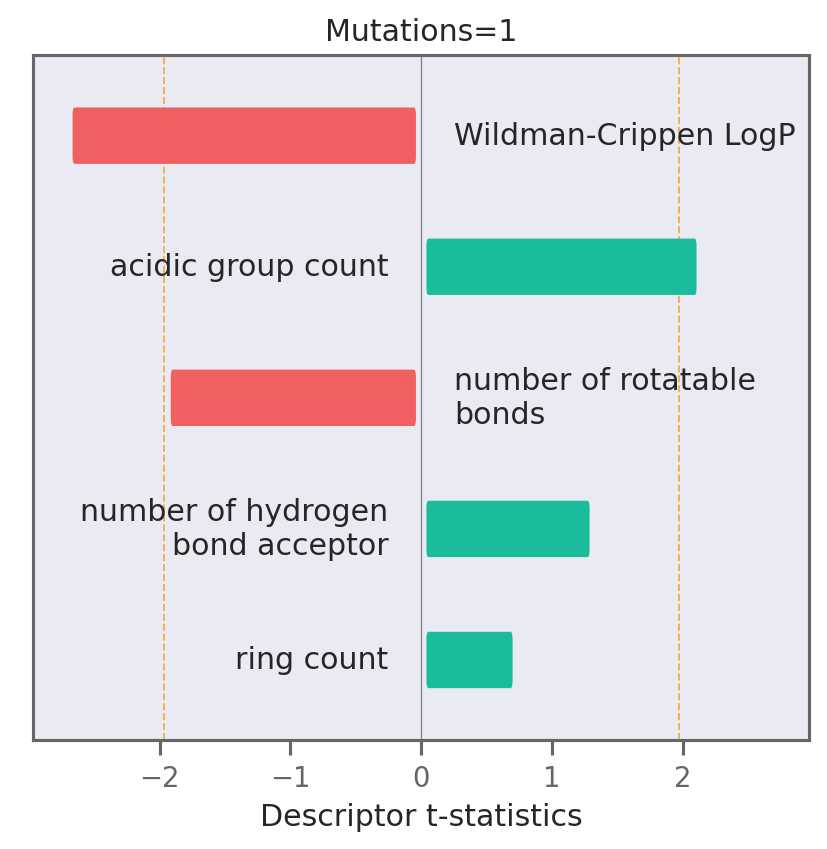 Mutations=1
Wildman-Crippen LogP
acidic group count
number of rotatable
bonds
number of hydrogen
bond acceptor
ring count
−2 −1 0 1 2
Descriptor t-statistics